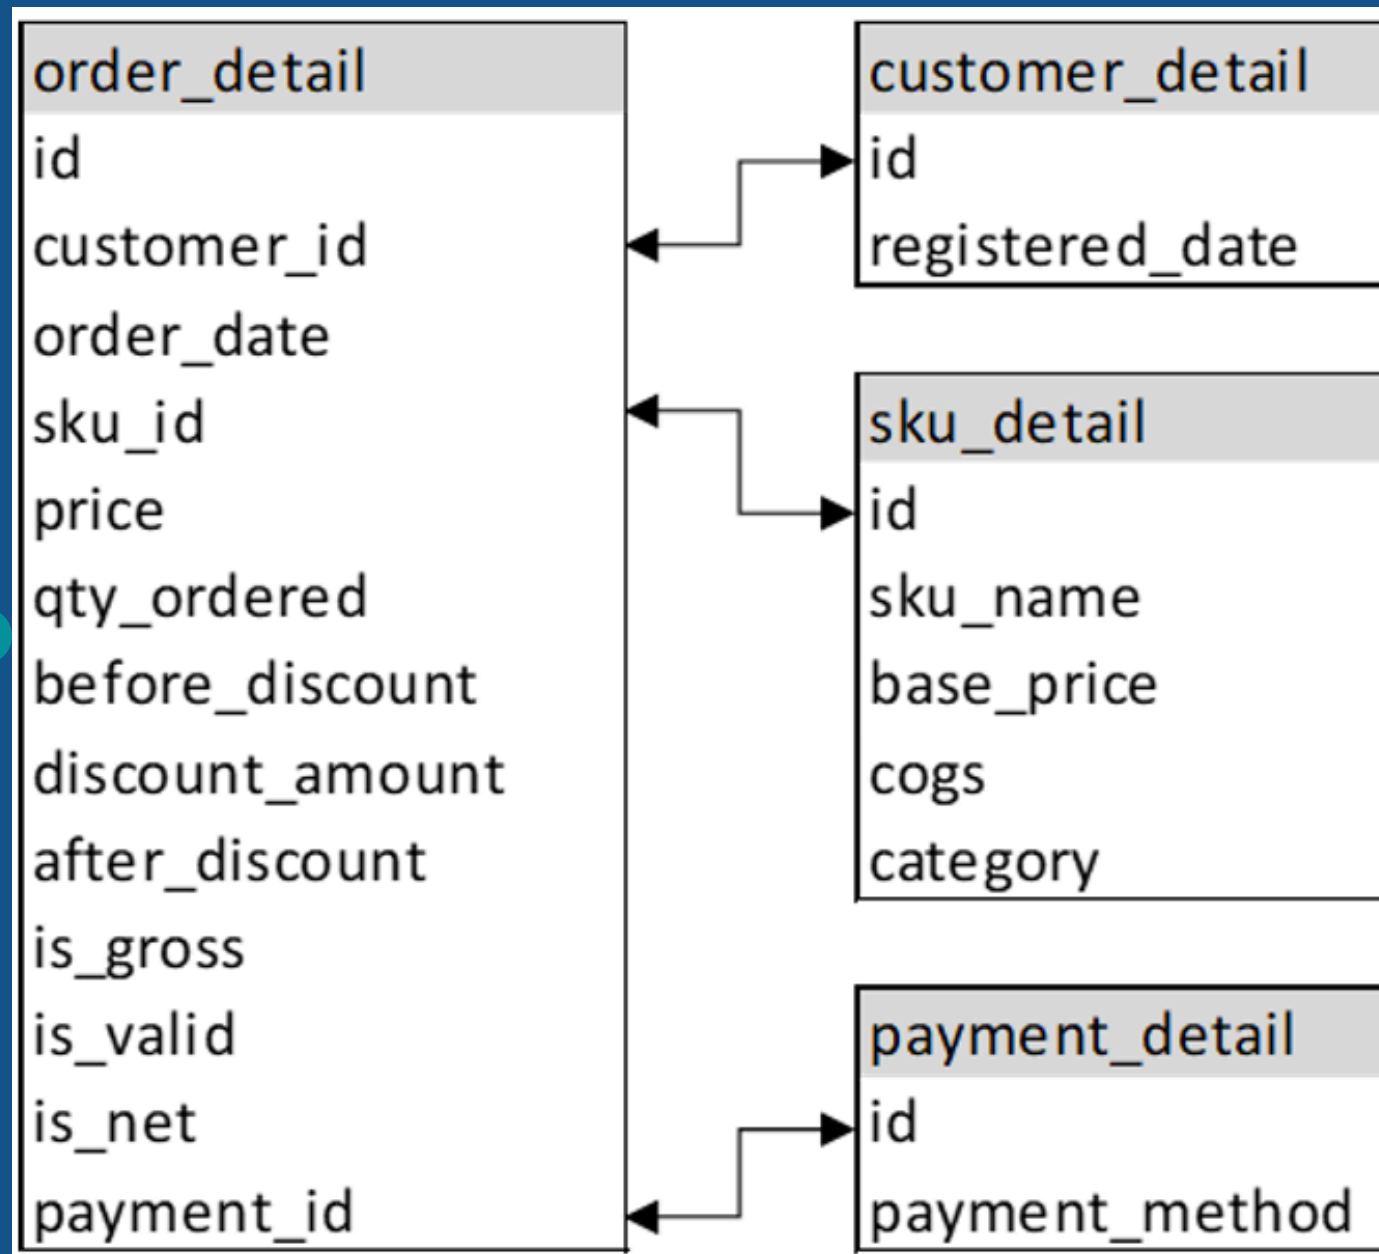 order_detail
id
customer_id
order_date
sku_id
price
qty_ordered
before_discount
discount_amount
after_discount
is_gross
is_valid
is_net
payment_id
customer_detail
id
registered_date
sku_detail
id
sku_name
base_price
cogs
category
payment_detail
id
payment_method